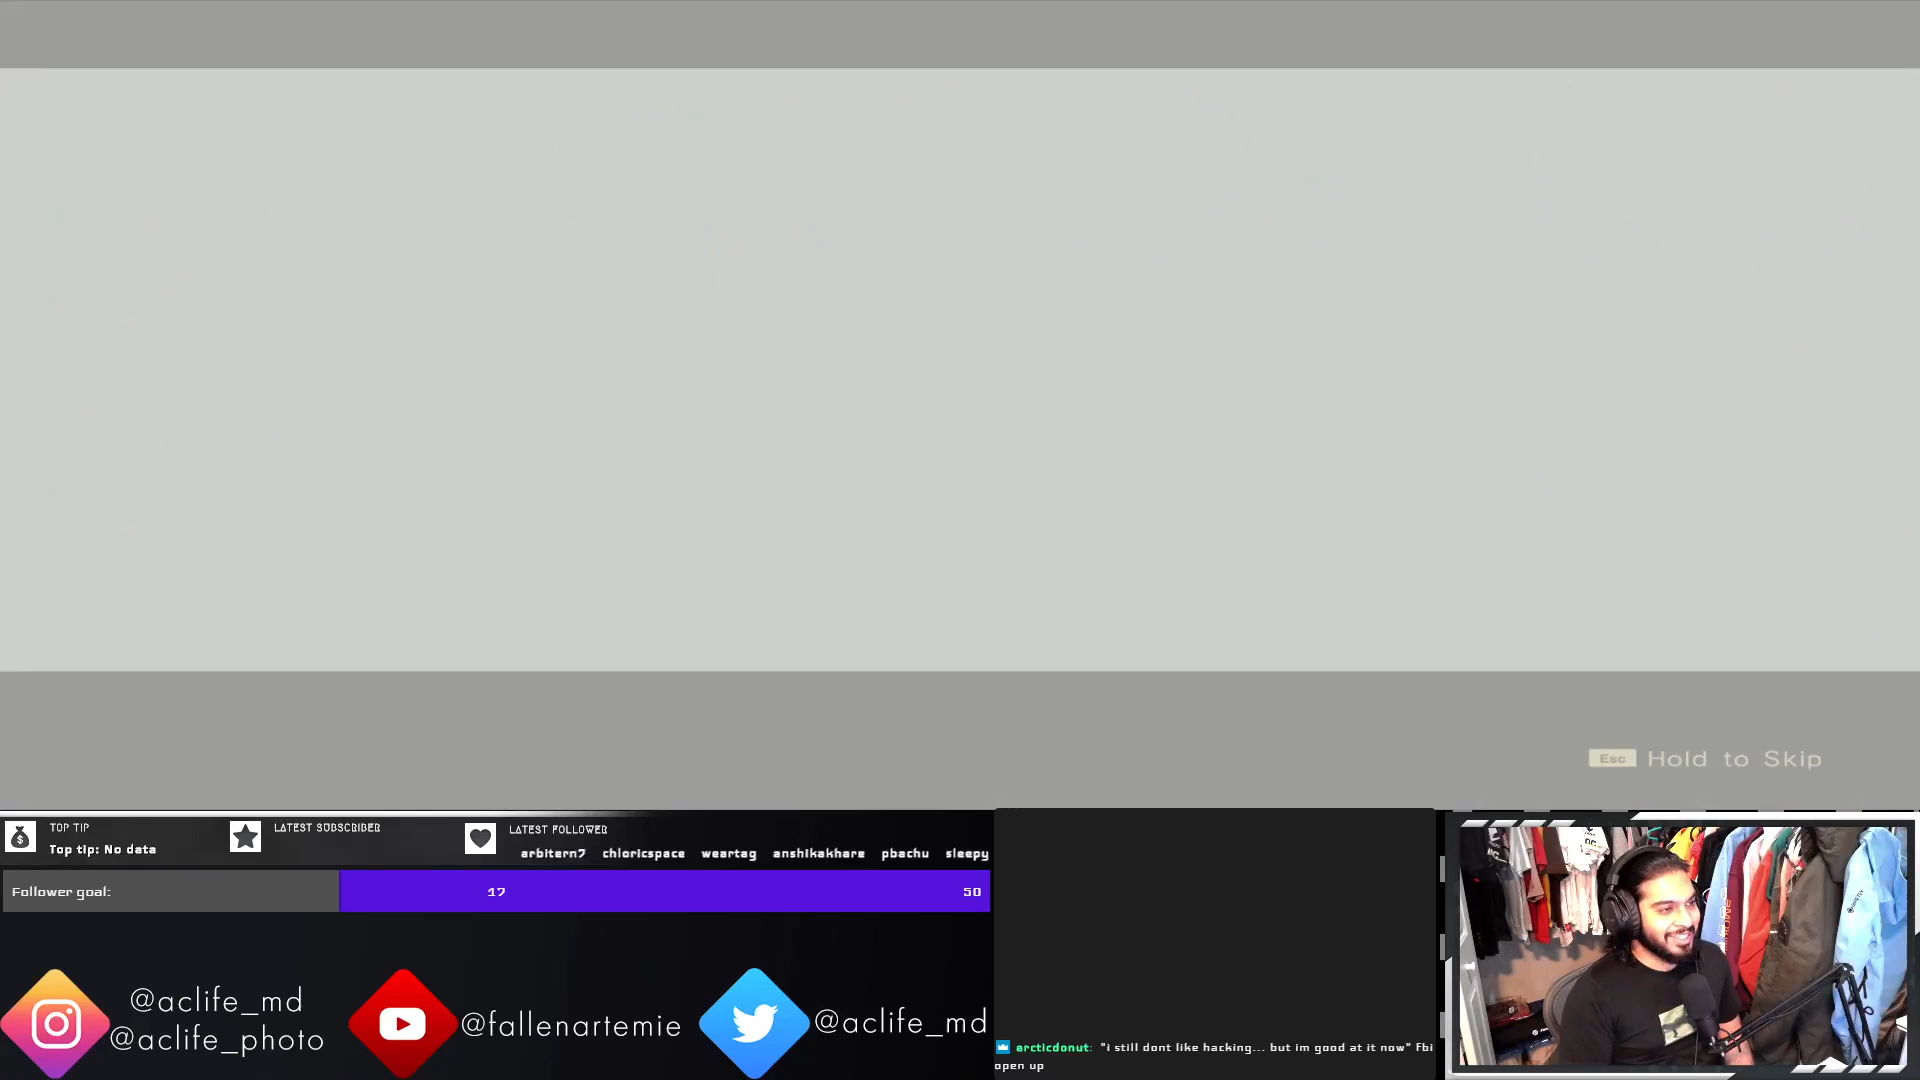 Esc Hold to Skip
TOP TIP
Top tip: No data
LATEST SUBSCRIBER
LATEST FOLLOWER
arbitern7 chloricspace weartag anshikakhare pbachu sleepy
Follower goal: 17 50
@aclife_md
@aclife_photo
@fallenartemie
@aclife_md
arcticdonut: "i still dont like hacking... but im good at it now" Fbi
open up